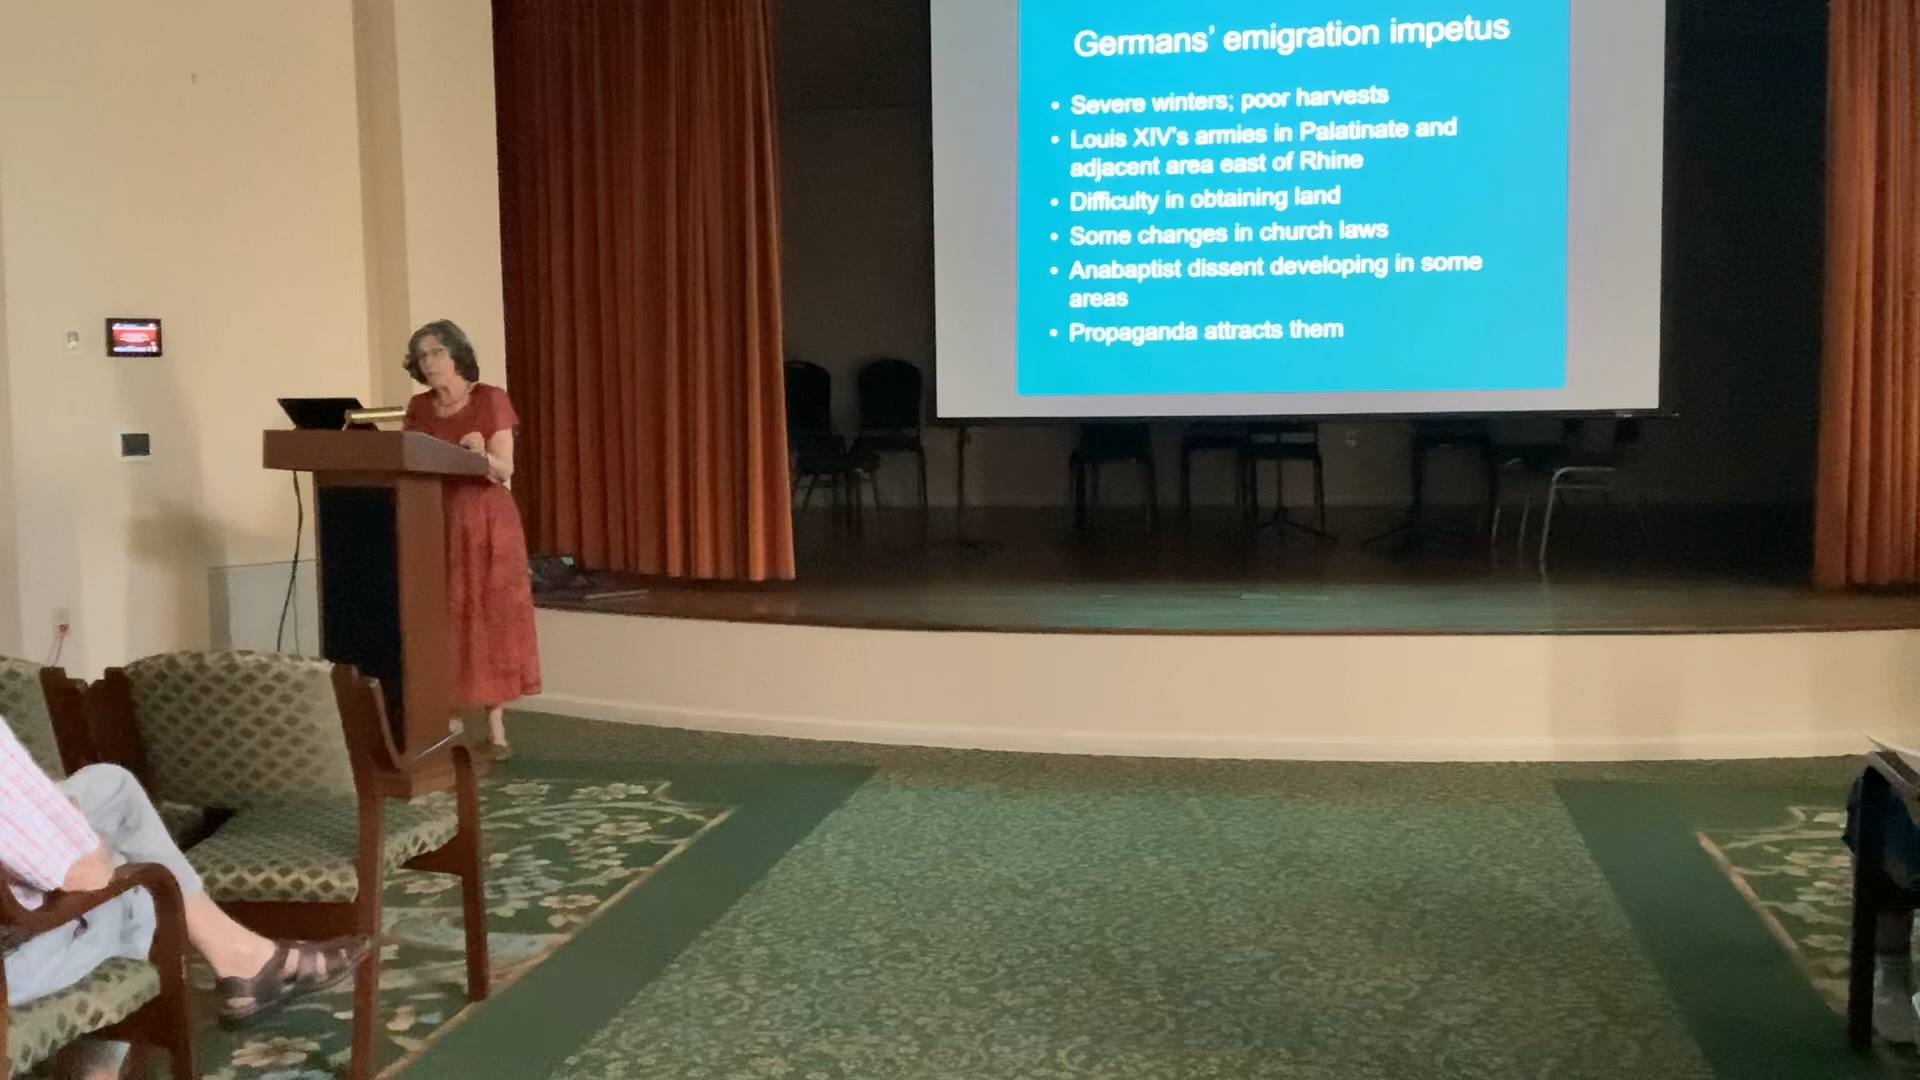 Germans’ emigration impetus
• Severe winters; poor harvests
• Louis XIV’s armies in Palatinate and
adjacent area east of Rhine
• Difficulty in obtaining land
• Some changes in church laws
• Anabaptist dissent developing in some
areas
• Propaganda attracts them